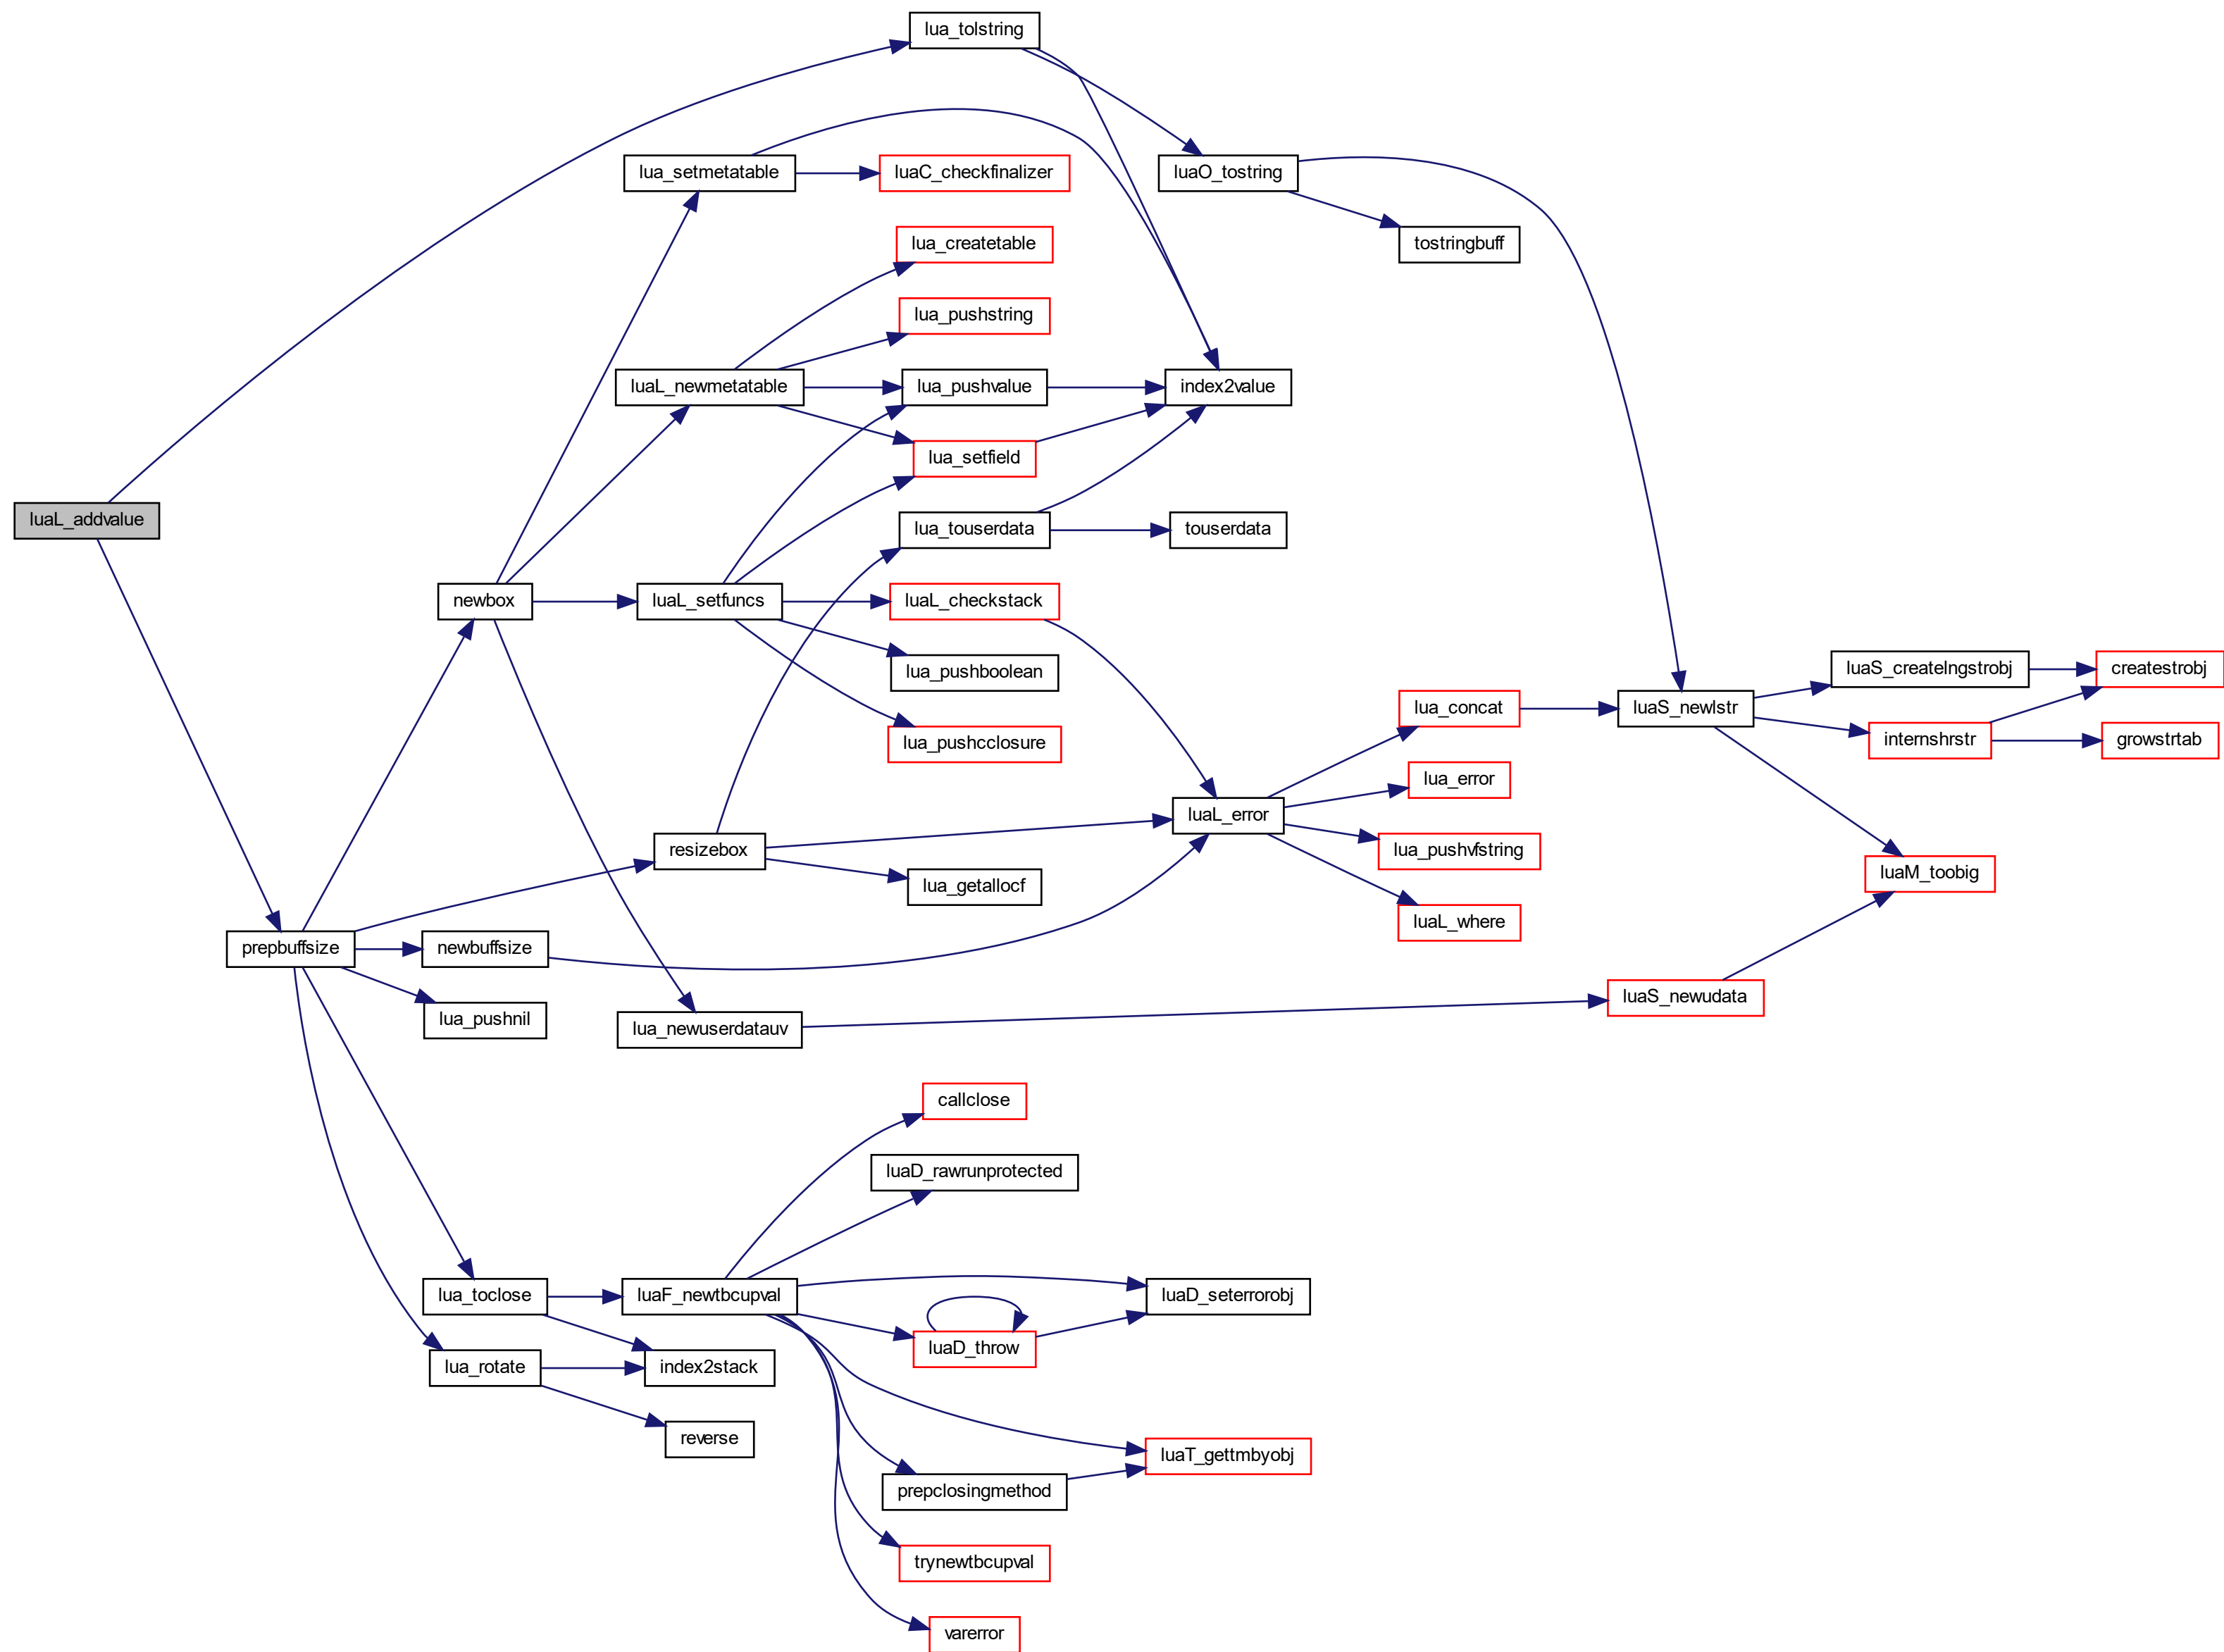 lua_tolstring
lua_setmetatable
luaC_checkfinalizer
luaO_tostring
lua_createtable
tostringbuff
lua_pushstring
luaL_newmetatable
lua_pushvalue
index2value
lua_setfield
luaL_addvalue
lua_touserdata
touserdata
newbox
luaL_setfuncs
luaL_checkstack
lua_pushboolean
luaS_createlngstrobj
createstrobj
lua_concat
luaS_newlstr
lua_pushcclosure
internshrstr
growstrtab
lua_error
luaL_error
resizebox
lua_pushvfstring
lua_getallocf
luaM_toobig
luaL_where
prepbuffsize
newbuffsize
luaS_newudata
lua_pushnil
lua_newuserdatauv
callclose
luaD_rawrunprotected
lua_toclose
luaF_newtbcupval
luaD_seterrorobj
luaD_throw
lua_rotate
index2stack
reverse
luaT_gettmbyobj
prepclosingmethod
trynewtbcupval
varerror